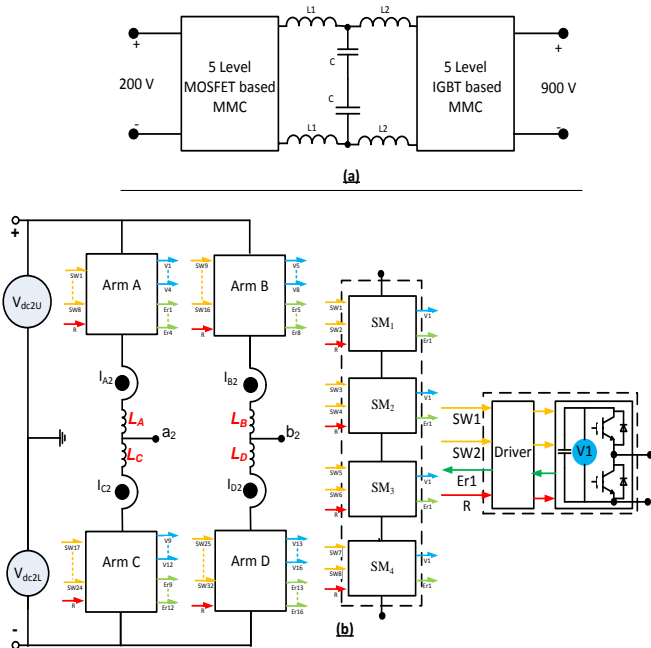 L1
L2
+
+
C
200 V
5 Level
MOSFET based
MMC
5 Level
IGBT based
MMC
900 V
C
-
-
L1
L2
(a)
+
Vdc2U
SW1
SW8
R
Arm A
V1
V4
Er1
Er4
SW9
SW16
R
Arm B
V5
V8
Er5
Er8
IA2
IB2
LA
LB
a2
b2
LC
LD
IC2
ID2
Vdc2L
SW17
SW24
R
Arm C
V9
V12
Er9
Er12
SW25
SW32
R
Arm D
V13
V16
Er13
Er16
-
SW1
SW2
R
SM1
V1
Er1
SW3
SW4
R
SM2
V1
Er1
SW5
SW6
R
SM3
V1
Er1
SW7
SW8
R
SM4
V1
Er1
SW1
SW2
Er1
R
Driver
V1
(b)